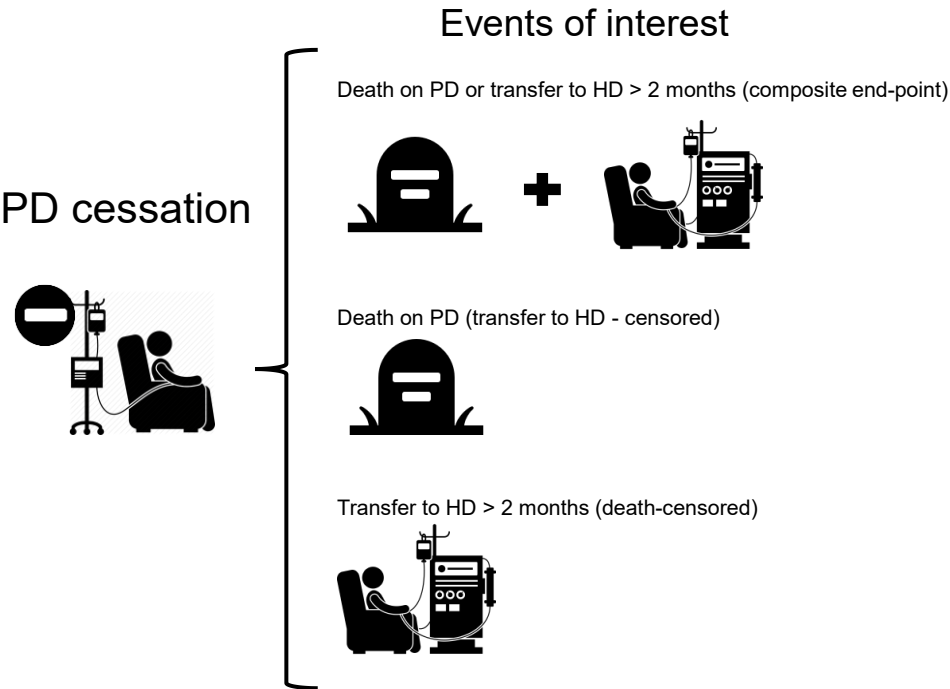 Events of interest
Death on PD or transfer to HD > 2 months (composite end-point)
PD cessation
Death on PD (transfer to HD - censored)
Transfer to HD > 2 months (death-censored)